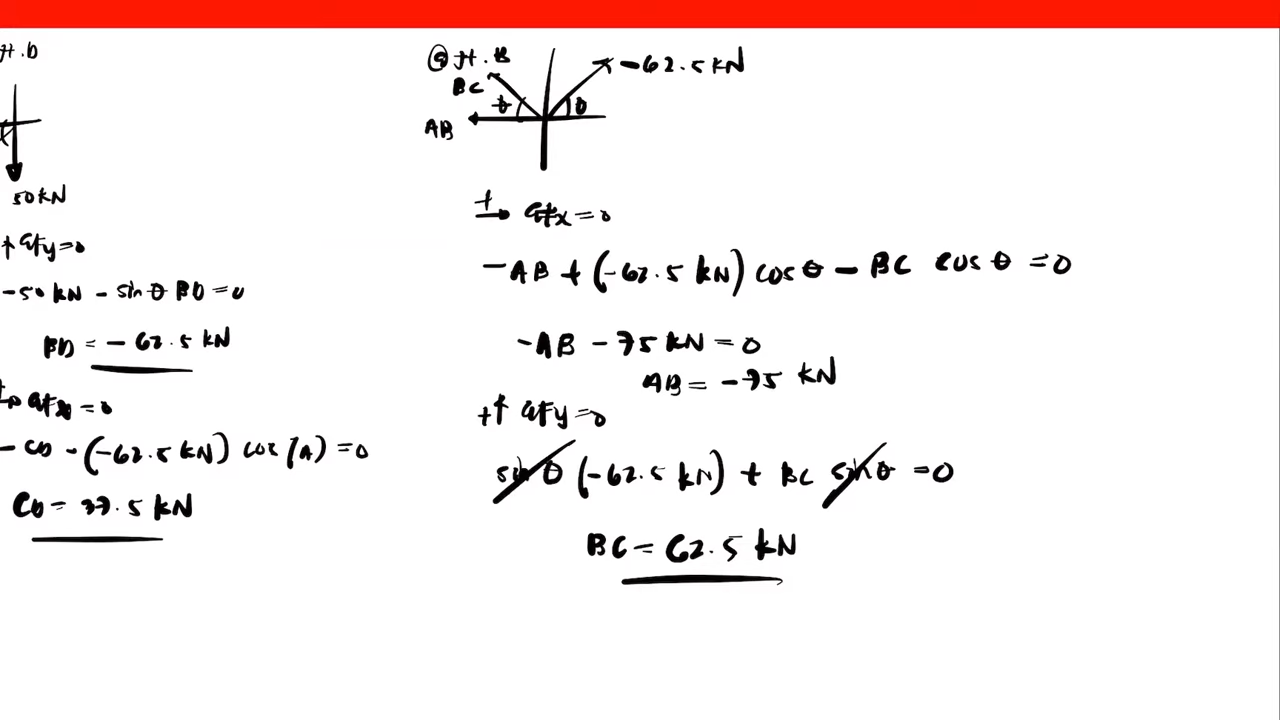 Jt.D
50 kN
+ ΣFy=0
-50 kN - sin θ BD = 0
BD = - 62.5 kN
ΣFx = 0
- CD - (-62.5 kN) cos(A) = 0
CD = 37.5 kN
@ Jt.B
-62.5 kN
BC
θ θ
AB
+ → ΣFx = 0
-AB + (-62.5 kN) cos θ - BC cos θ = 0
-AB - 75 kN = 0
AB = -75 kN
+↑ ΣFy = 0
sin θ (-62.5 kN) + BC sin θ = 0
BC = 62.5 kN